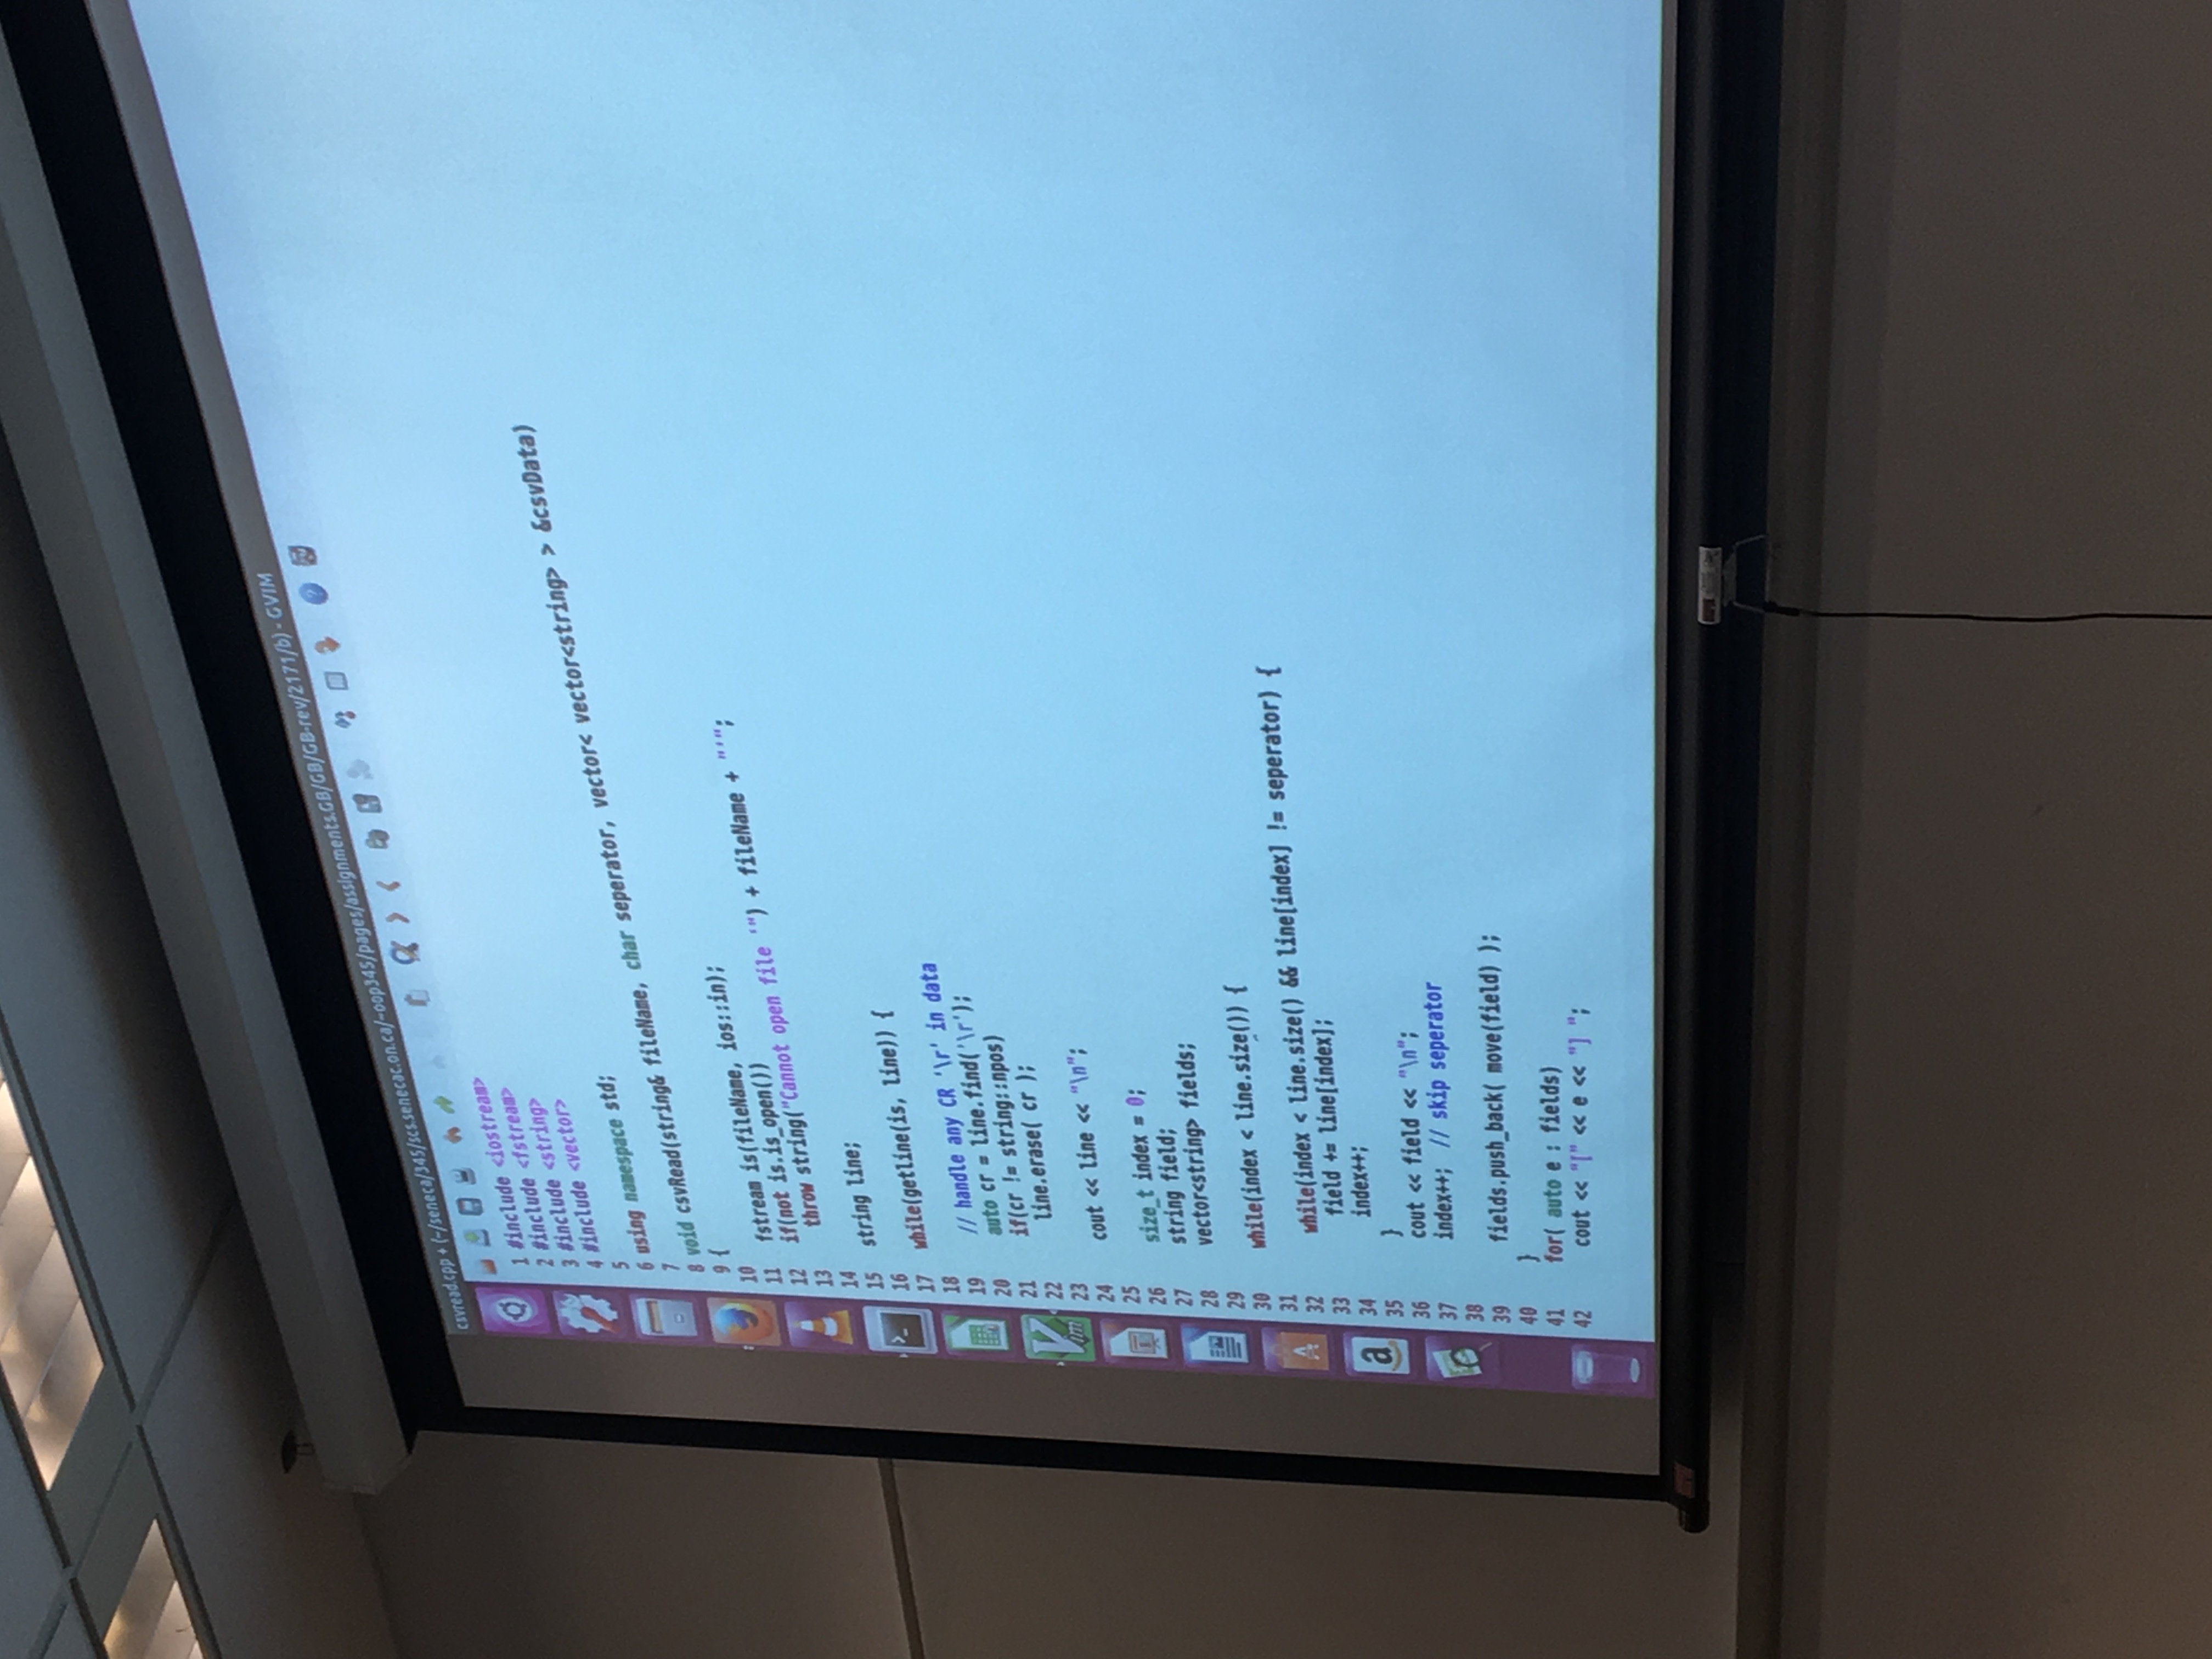 csvread.cpp + (~/seneca/345/scs.senecac.on.ca/~oop345/pages/assignments.GB/GB/GB-rev/2171/b) - GVIM
1 #include <iostream>
2 #include <fstream>
3 #include <string>
4 #include <vector>
5
6 using namespace std;
7
8 void csvRead(string& fileName, char seperator, vector< vector<string> > &csvData)
9 {
10
11   fstream is(fileName, ios::in);
12   if(not is.is_open())
13     throw string("Cannot open file '") + fileName + "'";
14
15   string line;
16
17   while(getline(is, line)) {
18
19     // handle any CR '\r' in data
20     auto cr = line.find('\r');
21     if(cr != string::npos)
22       line.erase( cr );
23
24     cout << line << "\n";
25
26     size_t index = 0;
27     string field;
28     vector<string> fields;
29
30     while(index < line.size()) {
31
32       while(index < line.size() && line[index] != seperator) {
33         field += line[index];
34         index++;
35       }
36       cout << field << "\n";
37       index++;  // skip seperator
38
39       fields.push_back( move(field) );
40     }
41     for( auto e : fields)
42       cout << "[" << e << "] ";
Vim
a